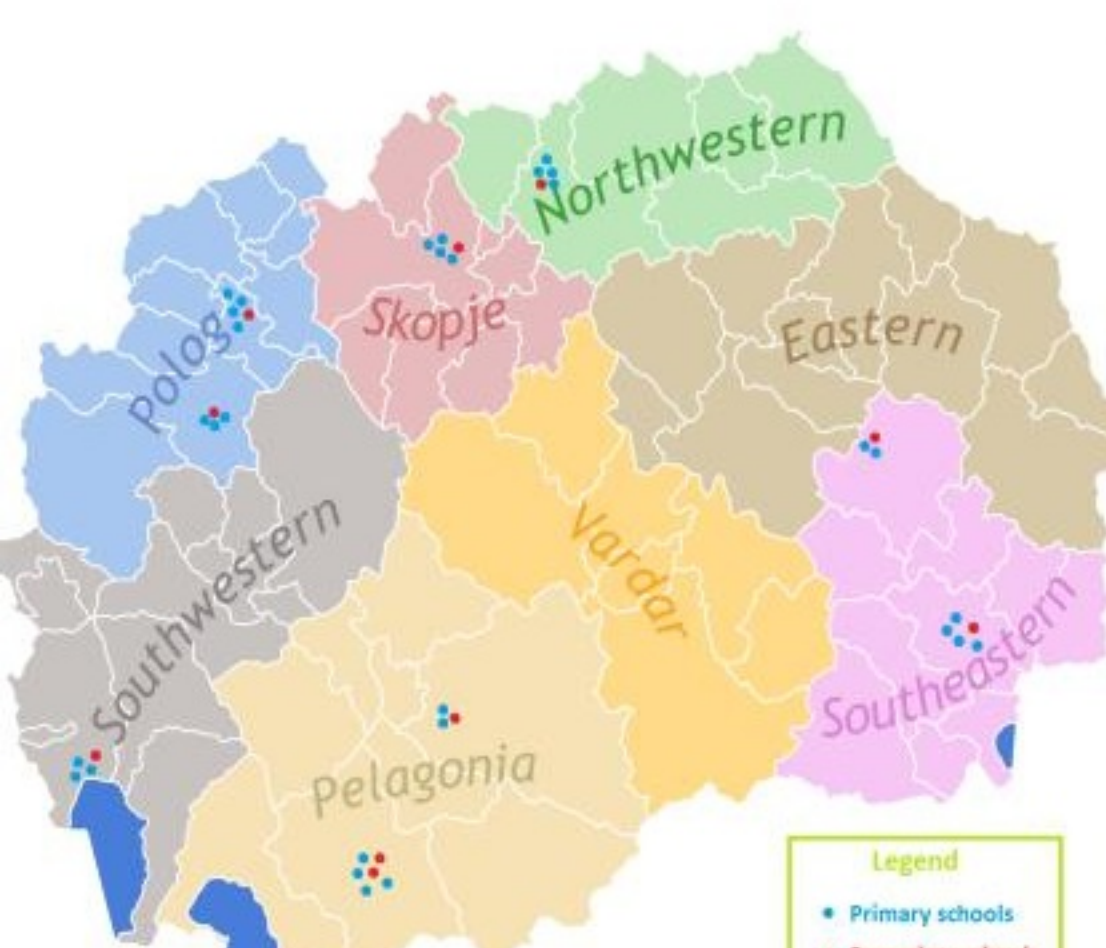 Northwestern
Skopje
Polog
Eastern
Southwestern
Vardar
Southeastern
Pelagonia
Legend
Primary schools